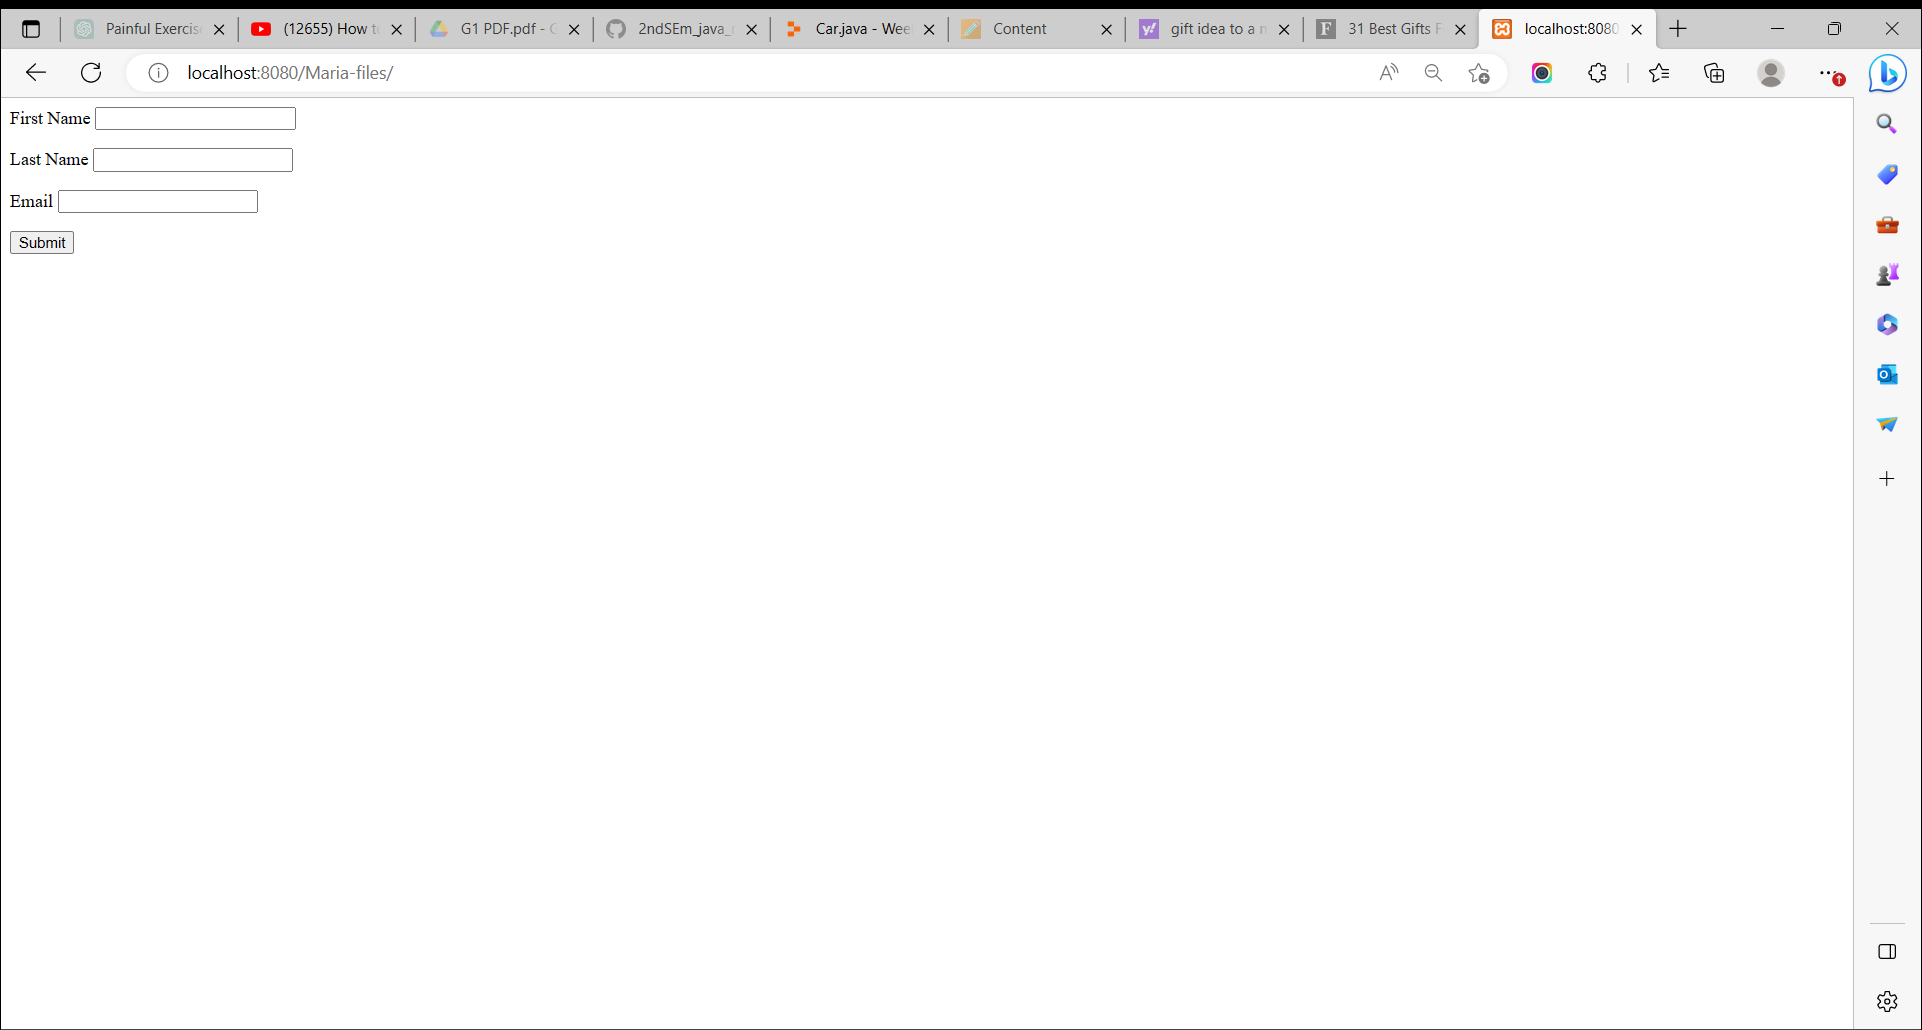 Painful Exercis
(12655) How t
G1 PDF.pdf - G
2ndSEm_java_
Car.java - Wee
Content
gift idea to a n
31 Best Gifts F
localhost:8080
localhost:8080/Maria-files/
First Name
Last Name
Email
Submit